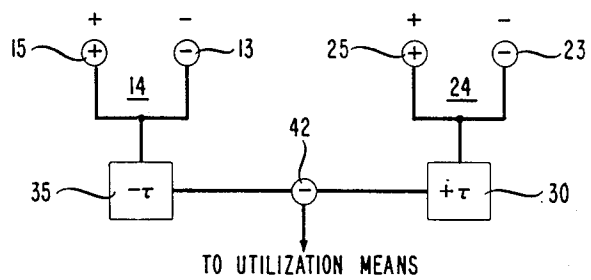 + − + −
15 + − 13 25 + − 23
14 24
42
35 −τ − +τ 30
TO UTILIZATION MEANS